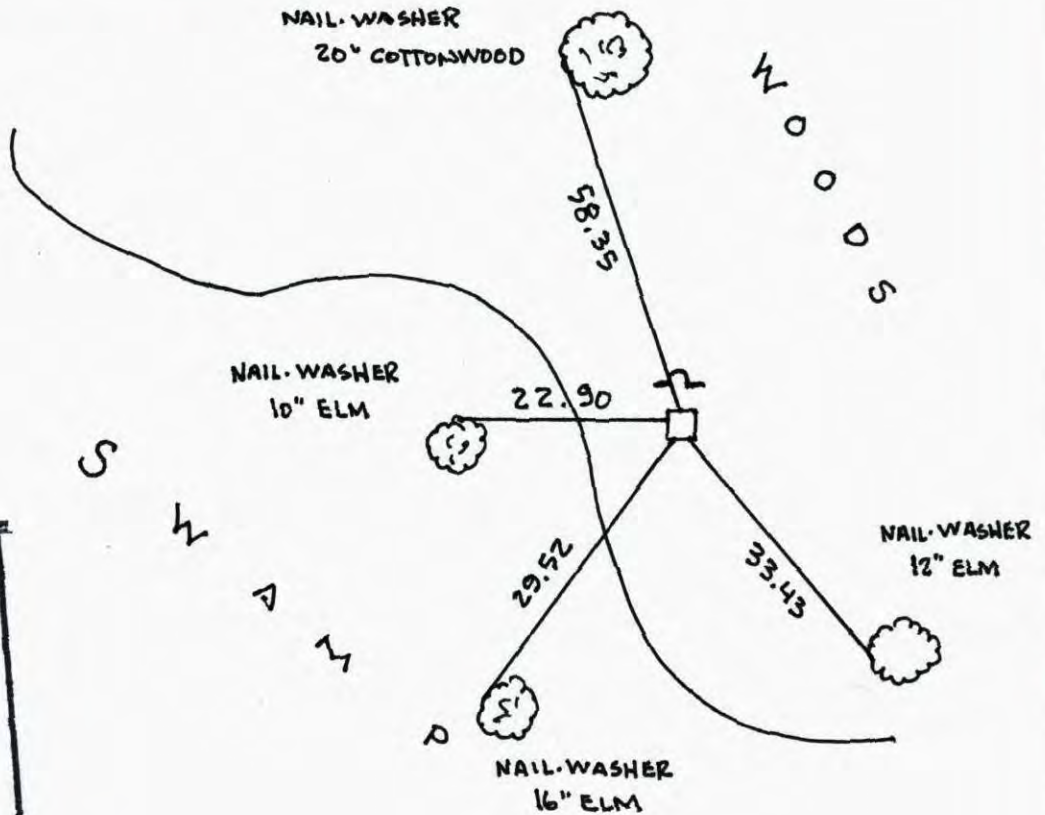 NAIL·WASHER
20" COTTONWOOD
WOODS
58.35
NAIL·WASHER
10" ELM
22.90
SWAMP
29.52
33.43
NAIL·WASHER
12" ELM
NAIL·WASHER
16" ELM